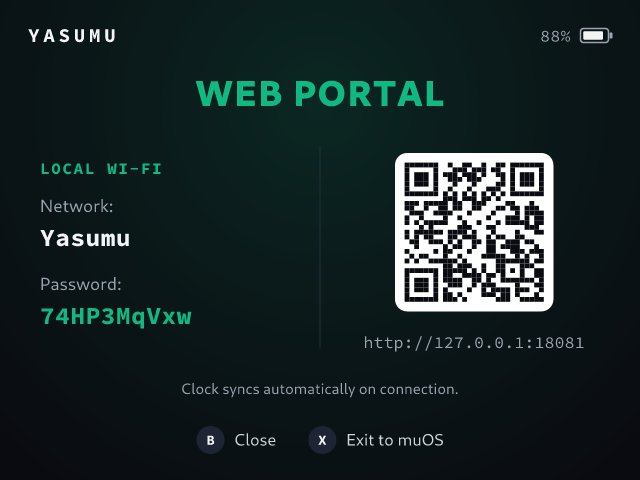 YASUMU
88%
WEB PORTAL
LOCAL WI-FI
Network:
Yasumu
Password:
74HP3MqVxw
http://127.0.0.1:18081
Clock syncs automatically on connection.
B Close
X Exit to muOS